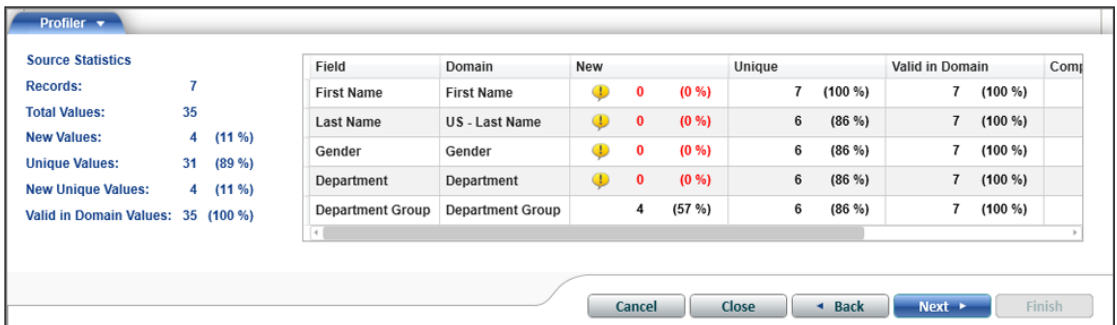 Profiler
Source Statistics
Records: 7
Total Values: 35
New Values: 4 (11 %)
Unique Values: 31 (89 %)
New Unique Values: 4 (11 %)
Valid in Domain Values: 35 (100 %)
Field Domain New Unique Valid in Domain Comp
First Name First Name 0 (0 %) 7 (100 %) 7 (100 %)
Last Name US - Last Name 0 (0 %) 6 (86 %) 7 (100 %)
Gender Gender 0 (0 %) 6 (86 %) 7 (100 %)
Department Department 0 (0 %) 6 (86 %) 7 (100 %)
Department Group Department Group 4 (57 %) 6 (86 %) 7 (100 %)
Cancel Close Back Next Finish